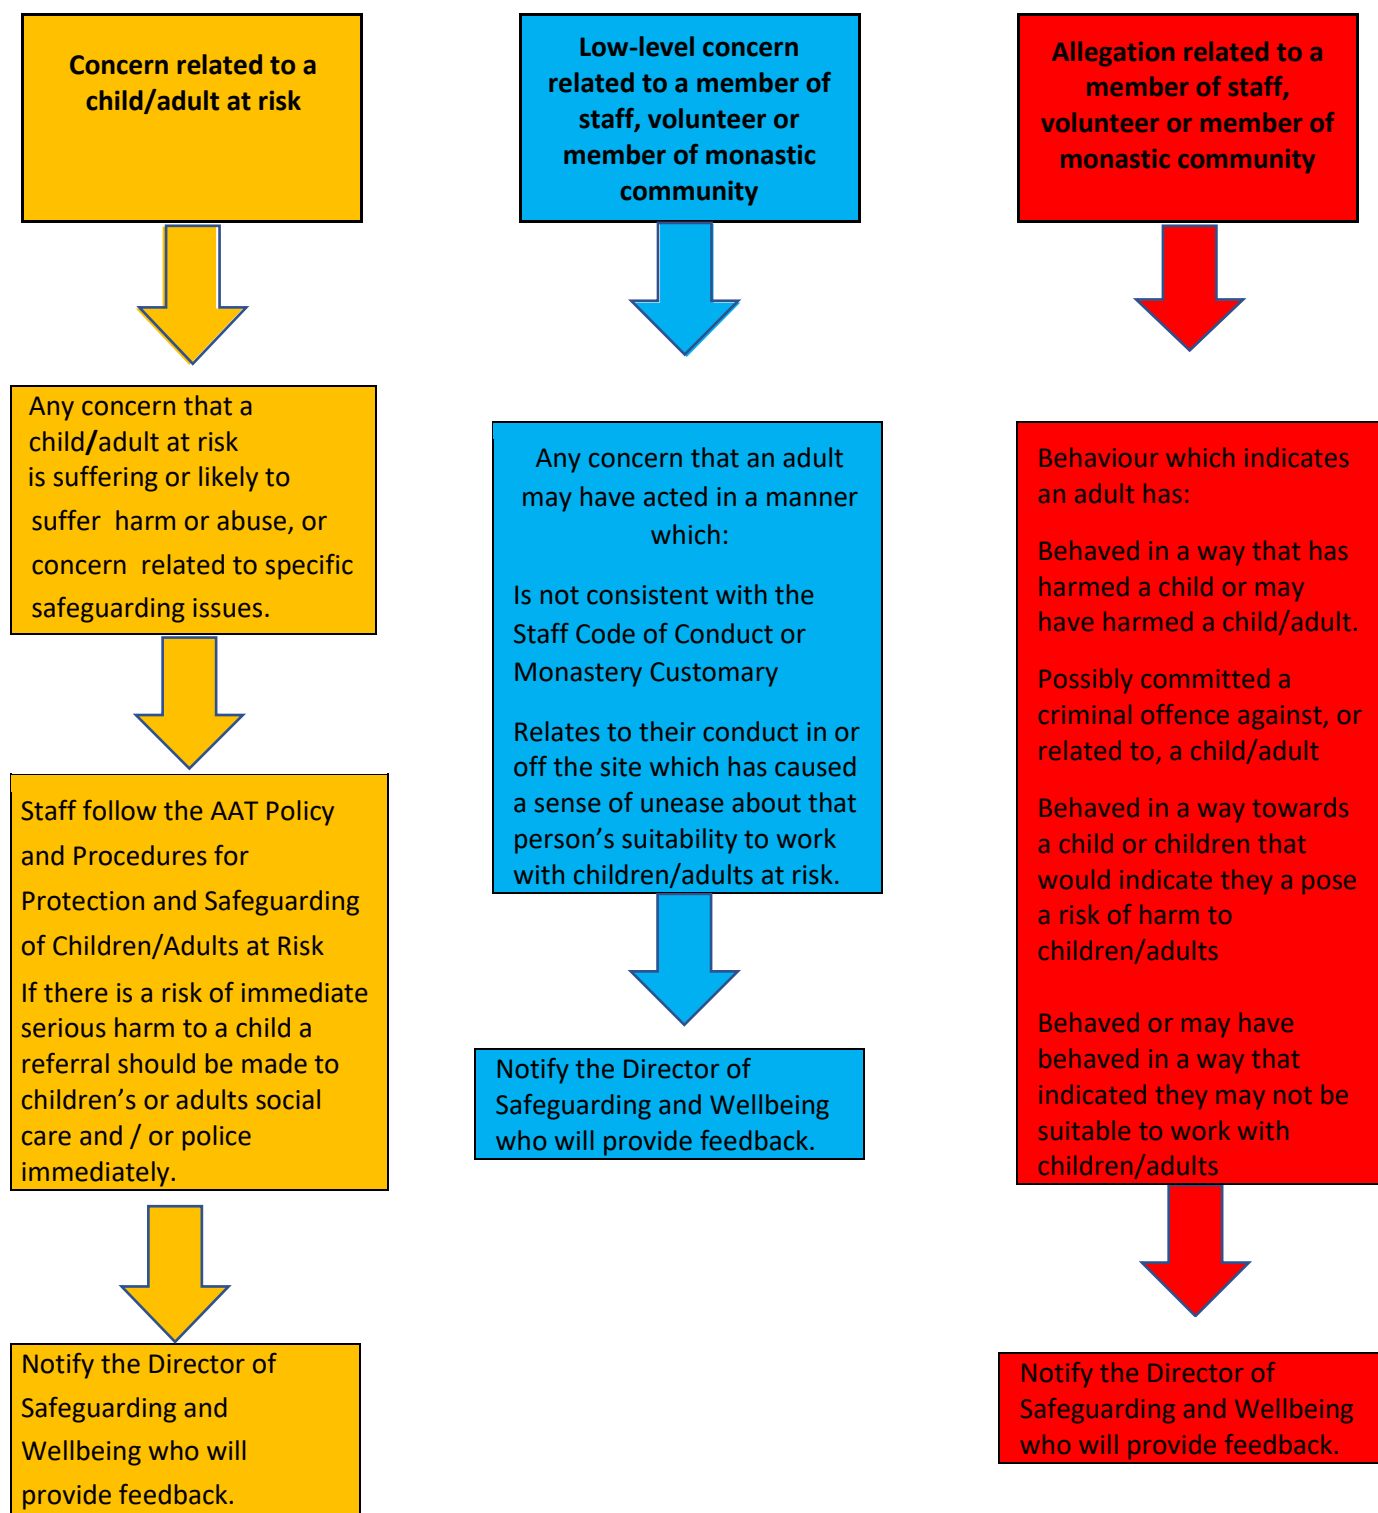 Concern related to a
child/adult at risk
Any concern that a
child/adult at risk
is suffering or likely to
suffer harm or abuse, or
concern related to specific
safeguarding issues.
Staff follow the AAT Policy
and Procedures for
Protection and Safeguarding
of Children/Adults at Risk
If there is a risk of immediate
serious harm to a child a
referral should be made to
children’s or adults social
care and / or police
immediately.
Notify the Director of
Safeguarding and
Wellbeing who will
provide feedback.
Low-level concern
related to a member of
staff, volunteer or
member of monastic
community
Any concern that an adult
may have acted in a manner
which:
Is not consistent with the
Staff Code of Conduct or
Monastery Customary
Relates to their conduct in or
off the site which has caused
a sense of unease about that
person’s suitability to work
with children/adults at risk.
Notify the Director of
Safeguarding and Wellbeing
who will provide feedback.
Allegation related to a
member of staff,
volunteer or member of
monastic community
Behaviour which indicates
an adult has:
Behaved in a way that has
harmed a child or may
have harmed a child/adult.
Possibly committed a
criminal offence against, or
related to, a child/adult
Behaved in a way towards
a child or children that
would indicate they a pose
a risk of harm to
children/adults
Behaved or may have
behaved in a way that
indicated they may not be
suitable to work with
children/adults
Notify the Director of
Safeguarding and Wellbeing
who will provide feedback.